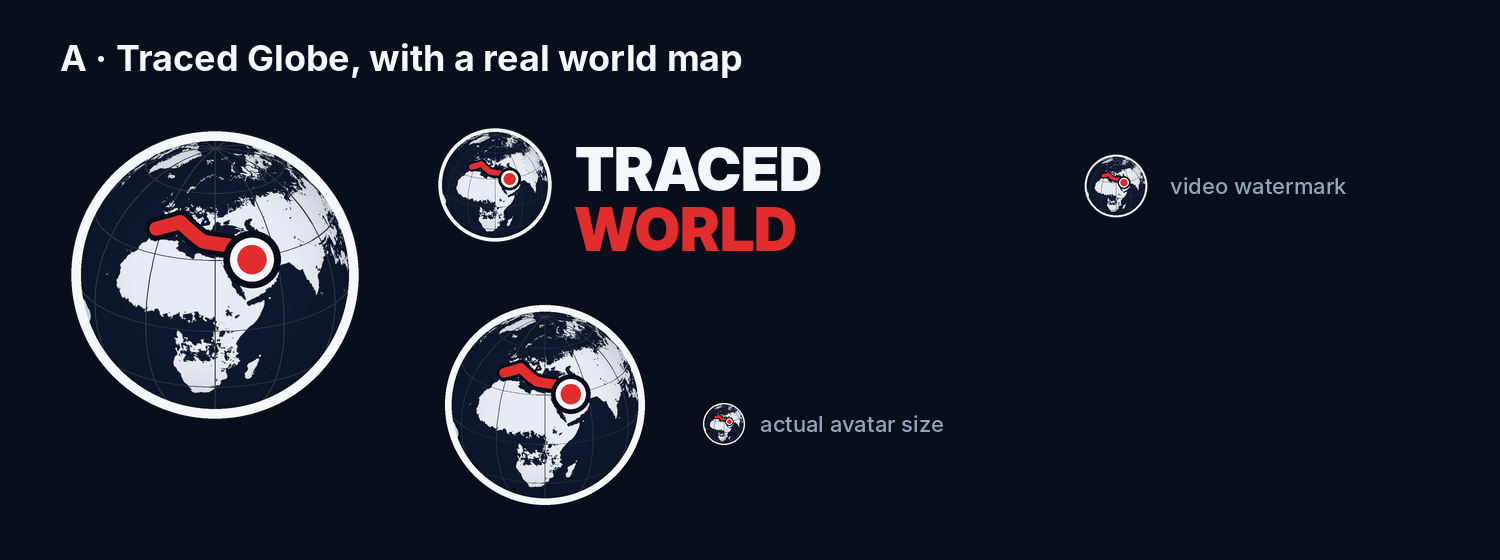 A · Traced Globe, with a real world map
TRACED
WORLD
video watermark
actual avatar size